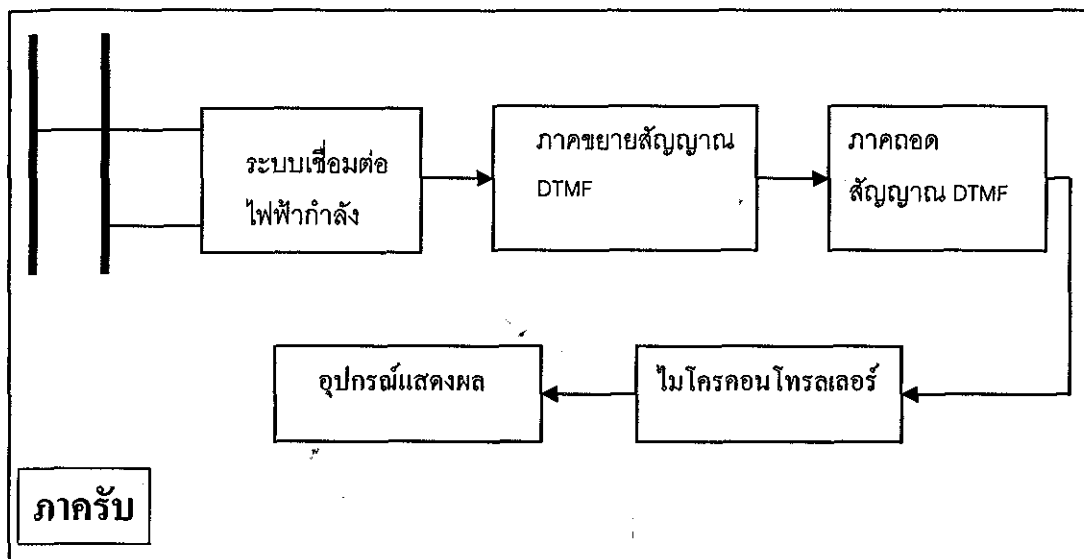 ระบบเชื่อมต่อ
ไฟฟ้ากำลัง
ภาคขยายสัญญาณ
DTMF
ภาคถอด
สัญญาณ DTMF
อุปกรณ์แสดงผล
ไมโครคอนโทรลเลอร์
ภาครับ